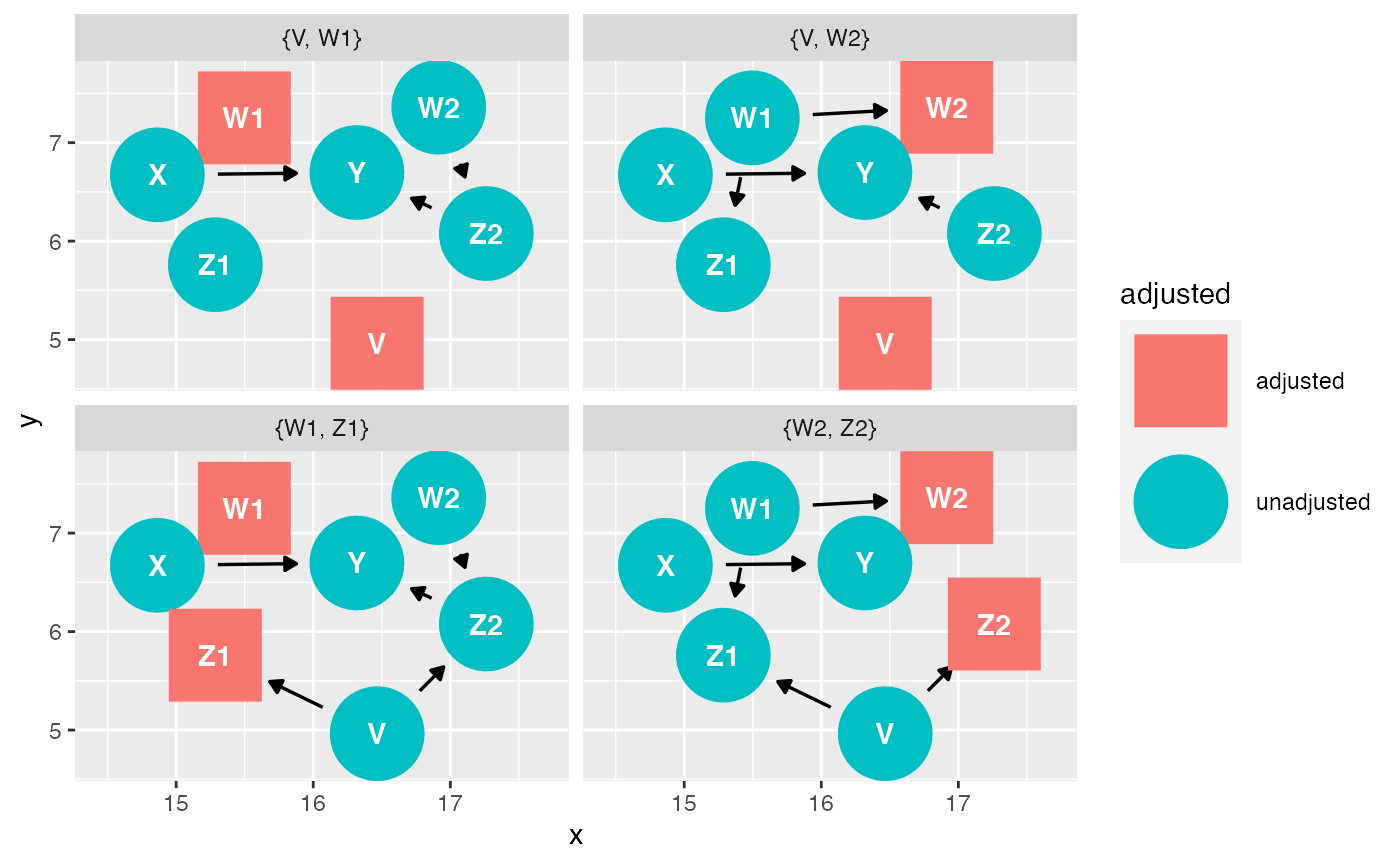 {V, W1}
{V, W2}
W1
W2
X
Y
Z1
Z2
V
W1
W2
X
Y
Z1
Z2
V
7
6
5
{W1, Z1}
{W2, Z2}
W1
W2
X
Y
Z1
Z2
V
W1
W2
X
Y
Z1
Z2
V
7
6
5
15
16
17
15
16
17
x
y
adjusted
adjusted
unadjusted